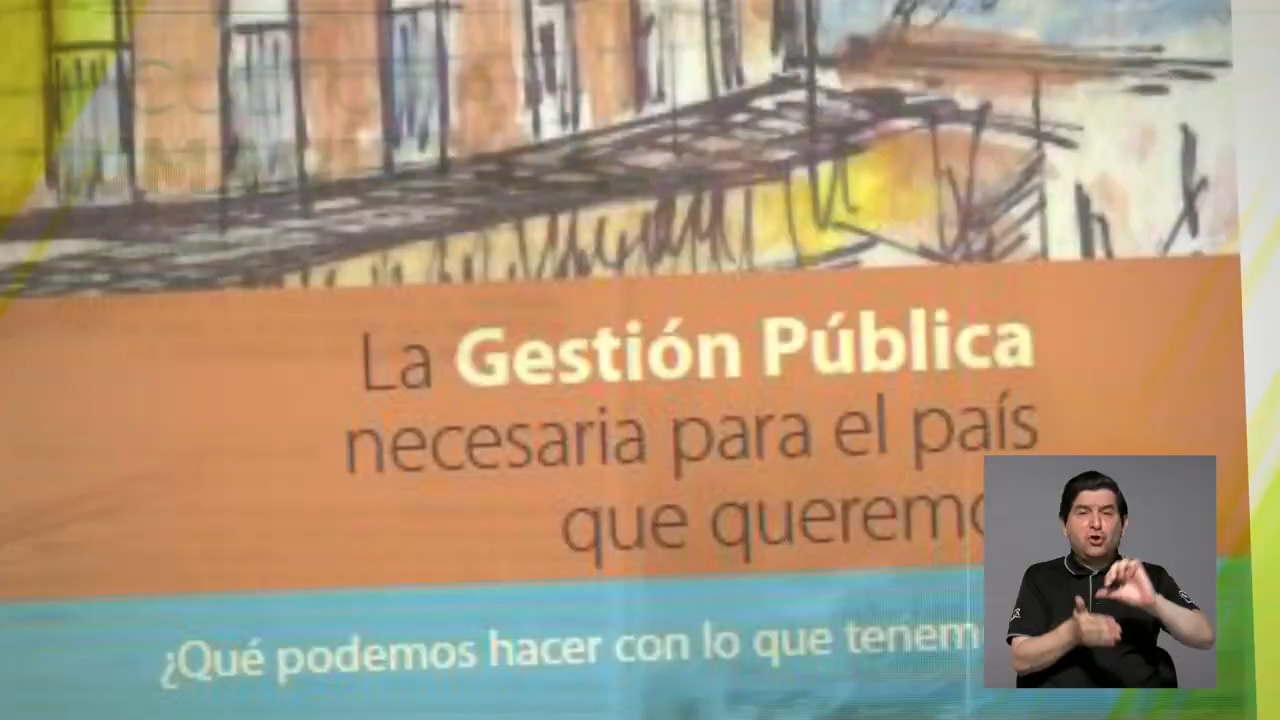 La Gestión Pública
necesaria para el país
que queremo
¿Qué podemos hacer con lo que tenem